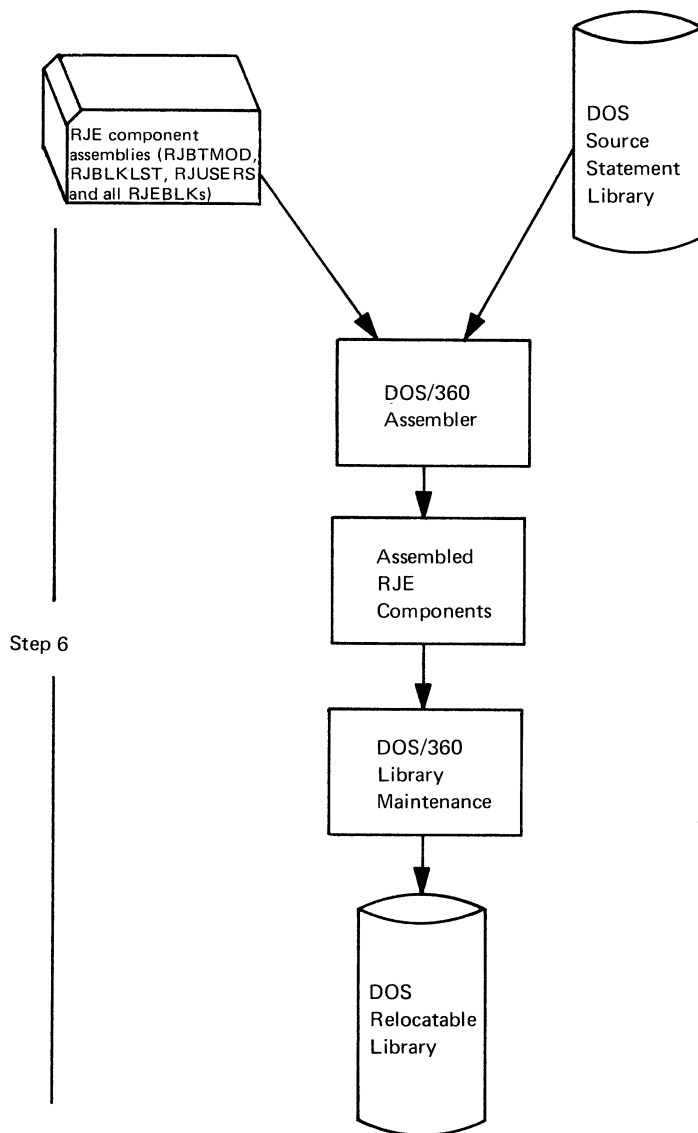 RJE component
assemblies (RJBTMOD,
RJBLKLST, RJUSERS
and all RJEBLKs)
DOS
Source
Statement
Library
DOS/360
Assembler
Assembled
RJE
Components
Step 6
DOS/360
Library
Maintenance
DOS
Relocatable
Library